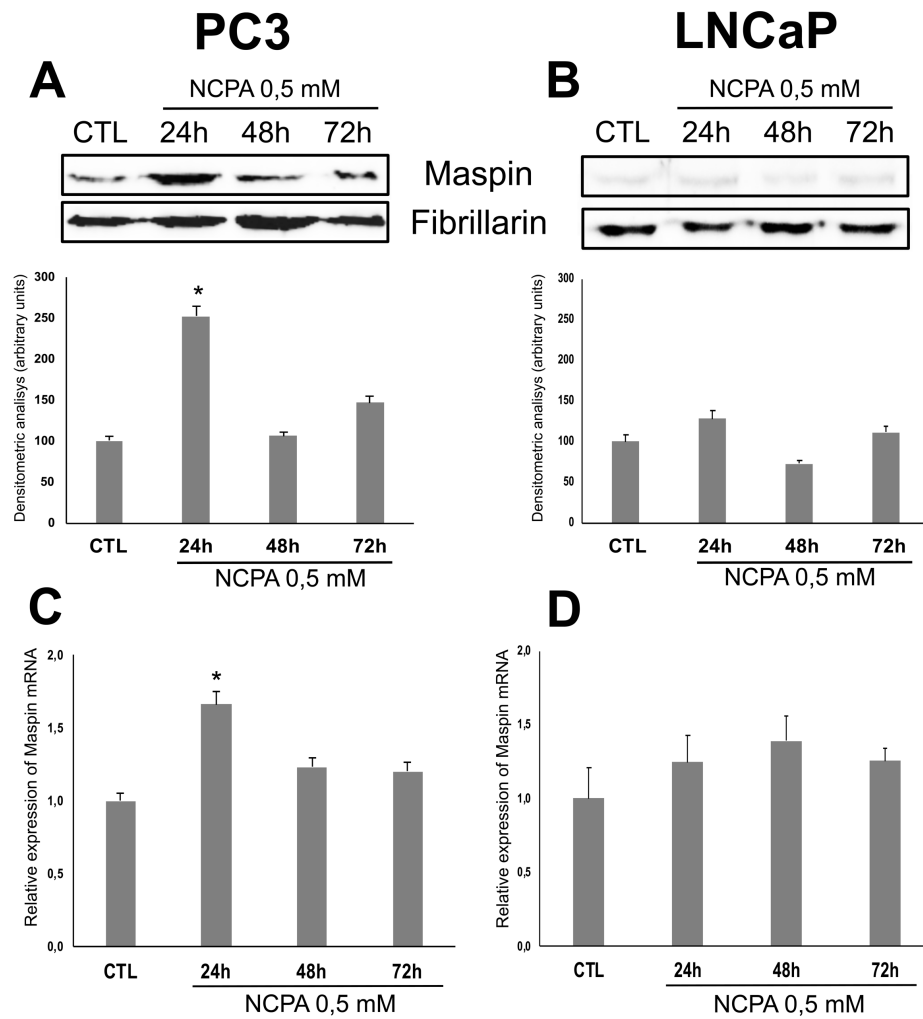 PC3
LNCaP
A
NCPA 0,5 mM
CTL 24h 48h 72h
B
NCPA 0,5 mM
CTL 24h 48h 72h
Maspin
Fibrillarin
Densitometric analisys (arbitrary units)
300
250
200
150
100
50
0
*
CTL 24h 48h 72h
NCPA 0,5 mM
Densitometric analisys (arbitrary units)
300
250
200
150
100
50
0
CTL 24h 48h 72h
NCPA 0,5 mM
C
Relative expression of Maspin mRNA
2,0
1,5
1,0
0,5
0,0
*
CTL 24h 48h 72h
NCPA 0,5 mM
D
Relative expression of Maspin mRNA
2,0
1,5
1,0
0,5
0,0
CTL 24h 48h 72h
NCPA 0,5 mM